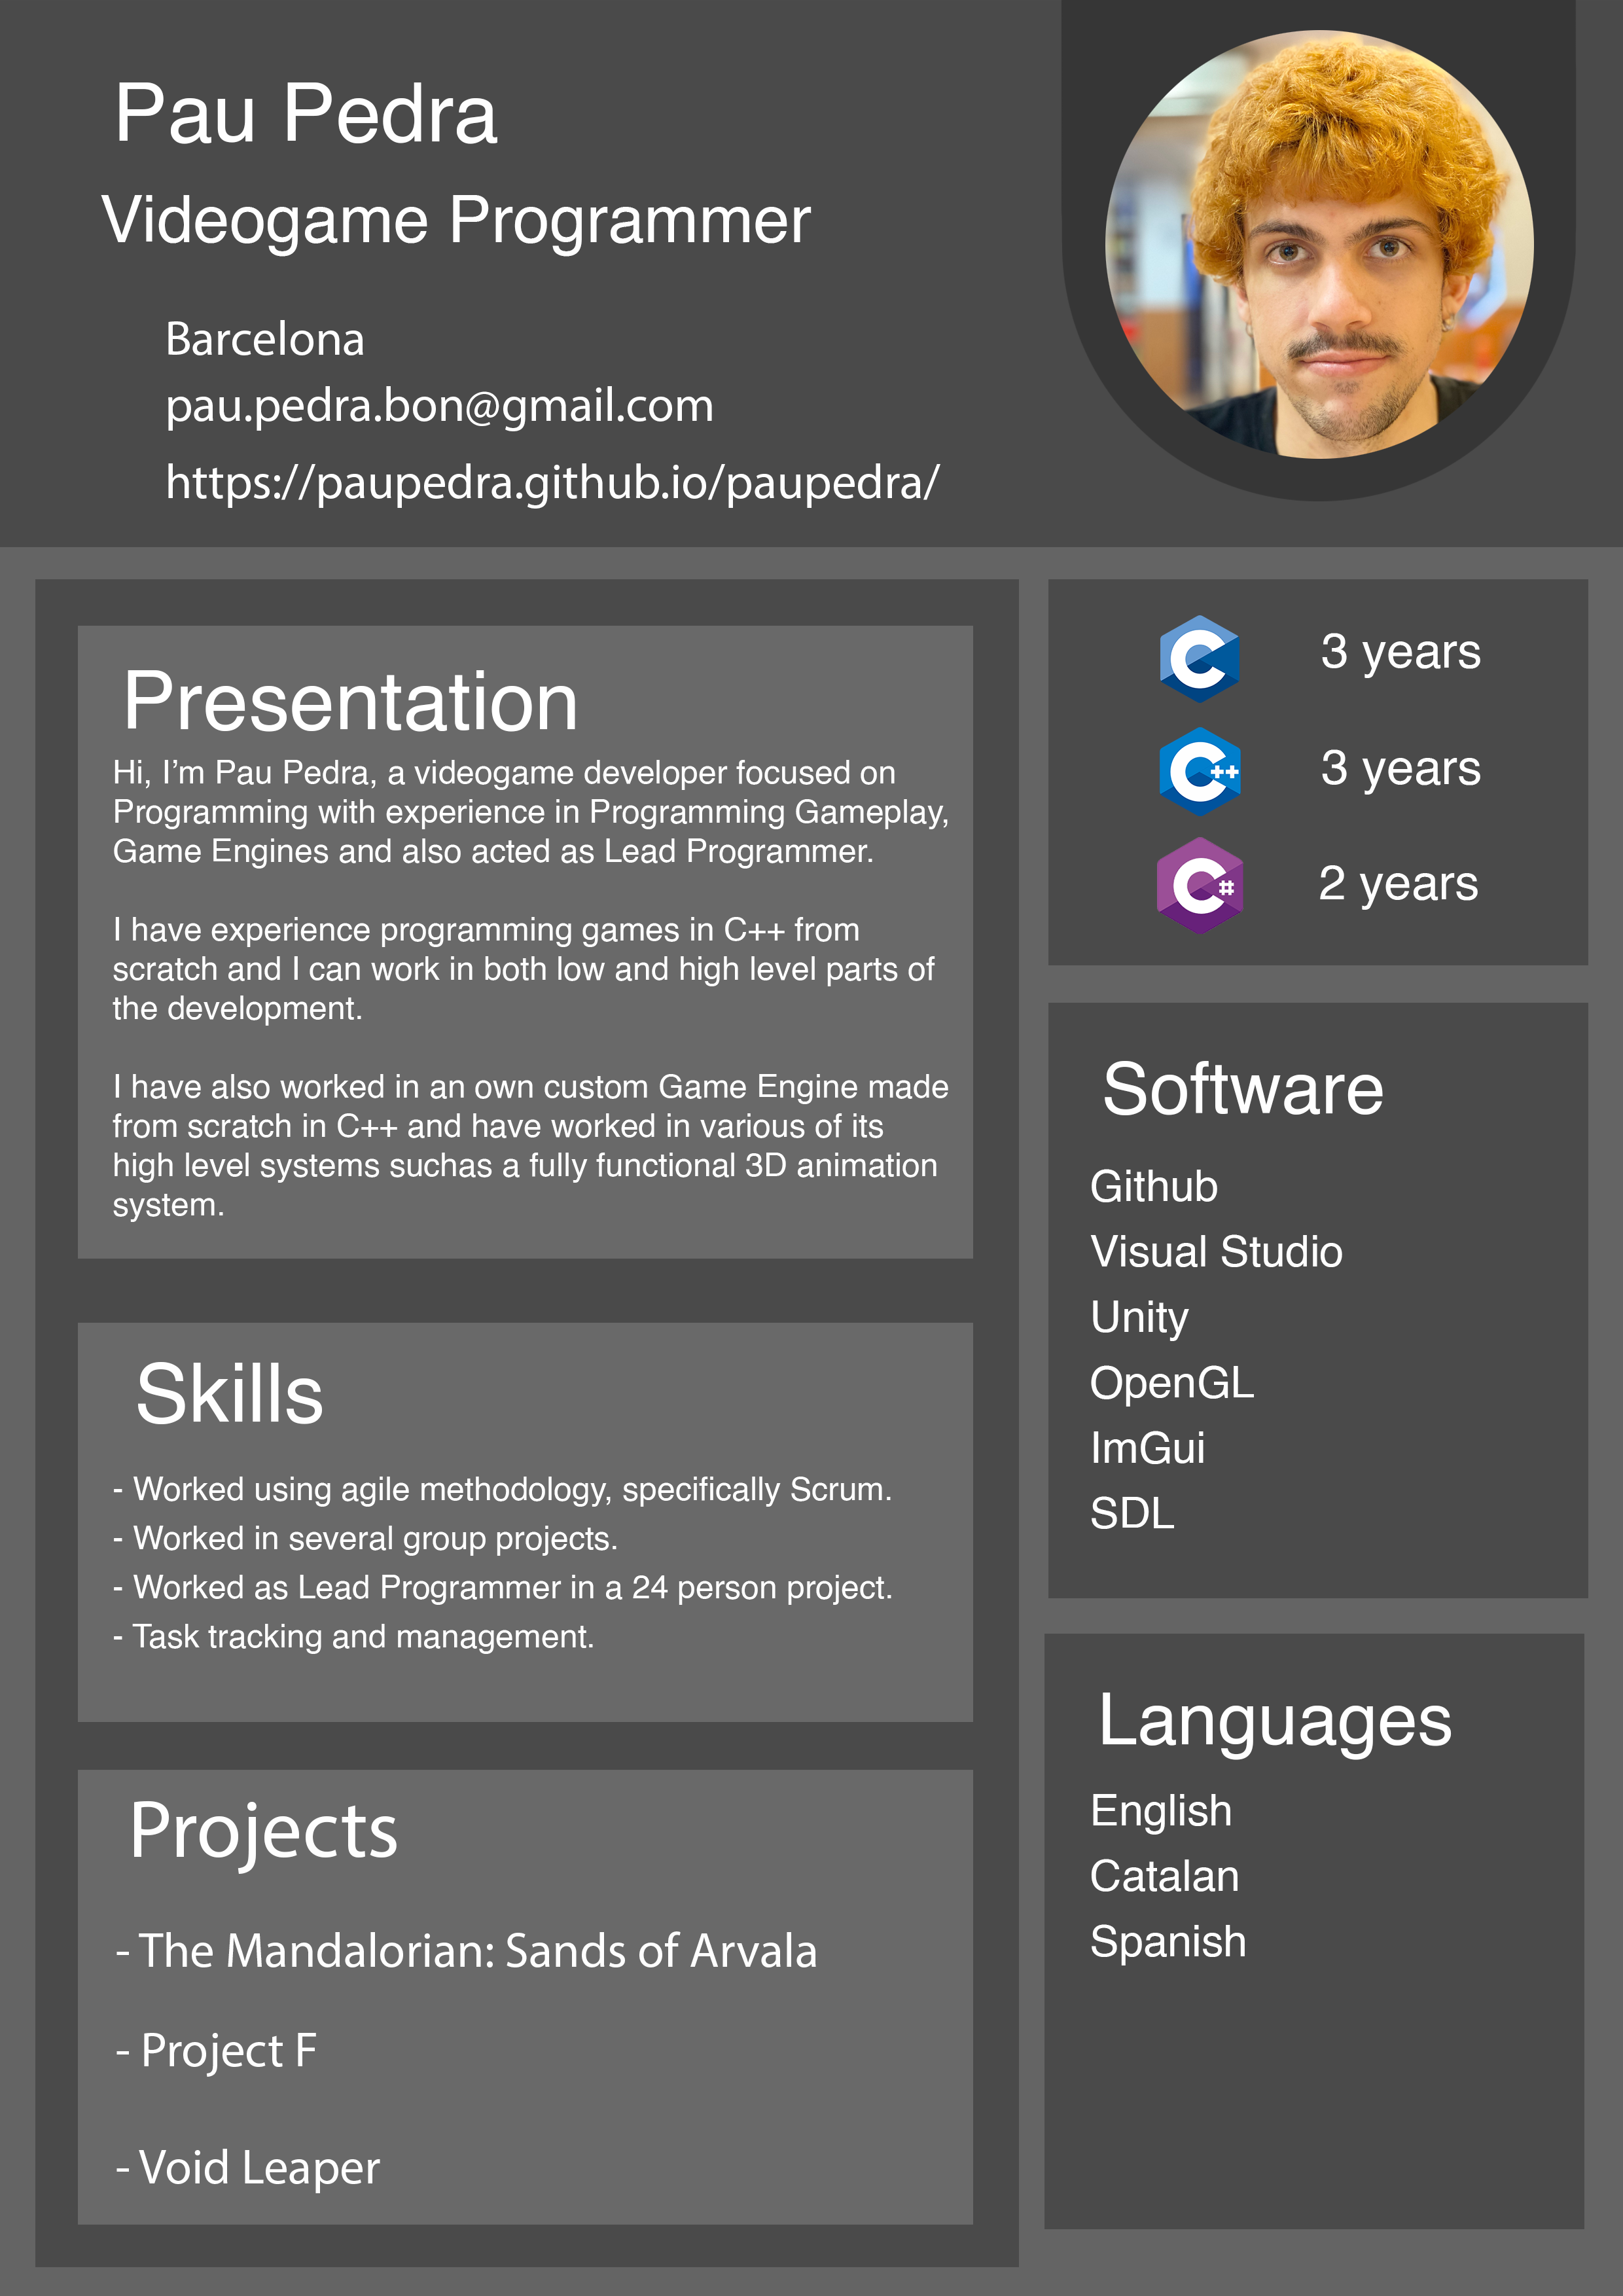 Pau Pedra
Videogame Programmer
Barcelona
pau.pedra.bon@gmail.com
https://paupedra.github.io/paupedra/
Presentation
Hi, I’m Pau Pedra, a videogame developer focused on
Programming with experience in Programming Gameplay,
Game Engines and also acted as Lead Programmer.
I have experience programming games in C++ from
scratch and I can work in both low and high level parts of
the development.
I have also worked in an own custom Game Engine made
from scratch in C++ and have worked in various of its
high level systems suchas a fully functional 3D animation
system.
Skills
- Worked using agile methodology, specifically Scrum.
- Worked in several group projects.
- Worked as Lead Programmer in a 24 person project.
- Task tracking and management.
Projects
- The Mandalorian: Sands of Arvala
- Project F
- Void Leaper
C 3 years
C++ 3 years
C# 2 years
Software
Github
Visual Studio
Unity
OpenGL
ImGui
SDL
Languages
English
Catalan
Spanish